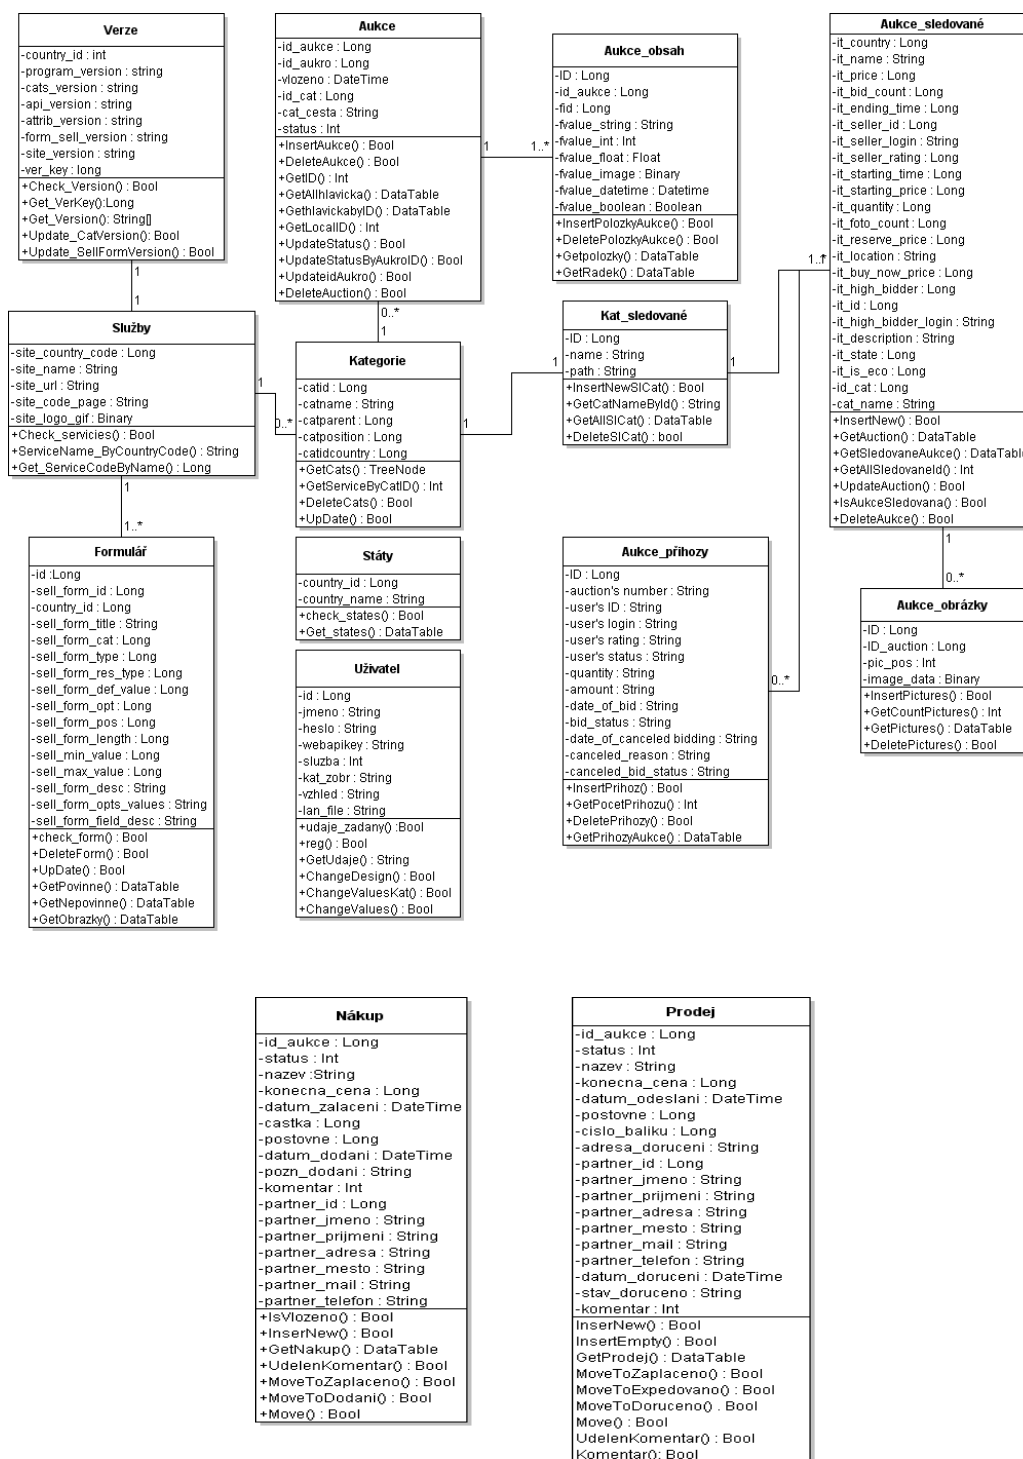 Verze
-country_id : int
-program_version : string
-cats_version : string
-api_version : string
-attrib_version : string
-form_sell_version : string
-site_version : string
-ver_key : long
+Check_Version() : Bool
+Get_VerKey():Long
+Get_Version): String[]
+Update_CatVersion(): Bool
+Update_SellFormVersion() : Bool
1
1
Aukce
-id_aukce : Long
-id_aukro : Long
-vlozeno : DateTime
-id_cat : Long
-cat_cesta : String
-status : Int
+InsertAukce() : Bool
+DeleteAukce() : Bool
+GetID() : Int
+GetAllhlavicka() : DataTable
+GethlavickabyID() : DataTable
+GetLocalID() : Int
+UpdateStatus() : Bool
+UpdateStatusByAukroID() : Bool
+UpdateidAukro() : Bool
+DeleteAuction() : Bool
1
1..*
0..*
1
Aukce_obsah
-ID : Long
-id_aukce : Long
-fid : Long
-fvalue_string : String
-fvalue_int : Int
-fvalue_float : Float
-fvalue_image : Binary
-fvalue_datetime : Datetime
-fvalue_boolean : Boolean
+InsertPolozkyAukce() : Bool
+DeletePolozkyAukce() : Bool
+Getpolozky() : DataTable
+GetRadek() : DataTable
Aukce_sledované
-it_country : Long
-it_name : String
-it_price : Long
-it_bid_count : Long
-it_ending_time : Long
-it_seller_id : Long
-it_seller_login : String
-it_seller_rating : Long
-it_starting_time : Long
-it_starting_price : Long
-it_quantity : Long
-it_foto_count : Long
-it_reserve_price : Long
-it_location : String
-it_buy_now_price : Long
-it_high_bidder : Long
-it_id : Long
-it_high_bidder_login : String
-it_description : String
-it_state : Long
-it_is_eco : Long
-id_cat : Long
-cat_name : String
+InsertNew() : Bool
+GetAuction() : DataTable
+GetSledovaneAukce() : DataTable
+GetAllSledovaneId() : Int
+UpdateAuction() : Bool
+IsAukceSledovana() : Bool
+DeleteAukce() : Bool
1
0..*
Služby
-site_country_code : Long
-site_name : String
-site_url : String
-site_code_page : String
-site_logo_gif : Binary
+Check_servicies() : Bool
+ServiceName_ByCountryCode() : String
+Get_ServiceCodeByName() : Long
1
0..*
1
1..*
Kategorie
-catid : Long
-catname : String
-catparent : Long
-catposition : Long
-catidcountry : Long
+GetCats() : TreeNode
+GetServiceByCatID() : Int
+DeleteCats() : Bool
+UpDate() : Bool
1
1
Kat_sledované
-ID : Long
-name : String
-path : String
+InsertNewSlCat() : Bool
+GetCatNameById() : String
+GetAllSlCat() : DataTable
+DeleteSlCat() : bool
1
Formulář
-id :Long
-sell_form_id : Long
-country_id : Long
-sell_form_title : String
-sell_form_cat : Long
-sell_form_type : Long
-sell_form_res_type : Long
-sell_form_def_value : Long
-sell_form_opt : Long
-sell_form_pos : Long
-sell_form_length : Long
-sell_min_value : Long
-sell_max_value : Long
-sell_form_desc : String
-sell_form_opts_values : String
-sell_form_field_desc : String
+check_form() : Bool
+DeleteForm() : Bool
+UpDate() : Bool
+GetPovinne() : DataTable
+GetNepovinne() : DataTable
+GetObrazky() : DataTable
Státy
-country_id : Long
-country_name : String
+check_states() : Bool
+Get_states() : DataTable
Uživatel
-id : Long
-jmeno : String
-heslo : String
-webapikey : String
-sluzba : Int
-kat_zobr : String
-vzhled : String
-lan_file : String
+udaje_zadany() :Bool
+reg() : Bool
+GetUdaje() : String
+ChangeDesign() : Bool
+ChangeValuesKat() : Bool
+ChangeValues() : Bool
Aukce_příhozy
-ID : Long
-auction's number : String
-user's ID : String
-user's login : String
-user's rating : String
-user's status : String
-quantity : String
-amount : String
-date_of_bid : String
-bid_status : String
-date_of_canceled bidding : String
-canceled_reason : String
-canceled_bid_status : String
+InsertPrihoz() : Bool
+GetPocetPrihozu() : Int
+DeletePrihozy() : Bool
+GetPrihozyAukce() : DataTable
0..*
Aukce_obrázky
-ID : Long
-ID_auction : Long
-pic_pos : Int
-image_data : Binary
+InsertPictures() : Bool
+GetCountPictures() : Int
+GetPictures() : DataTable
+DeletePictures() : Bool
Nákup
-id_aukce : Long
-status : Int
-nazev :String
-konecna_cena : Long
-datum_zalaceni : DateTime
-castka : Long
-postovne : Long
-datum_dodani : DateTime
-pozn_dodani : String
-komentar : Int
-partner_id : Long
-partner_jmeno : String
-partner_prijmeni : String
-partner_adresa : String
-partner_mesto : String
-partner_mail : String
-partner_telefon : String
+IsVlozeno() : Bool
+InserNew() : Bool
+GetNakup() : DataTable
+UdelenKomentar() : Bool
+MoveToZaplaceno() : Bool
+MoveToDodani() : Bool
+Move() : Bool
Prodej
-id_aukce : Long
-status : Int
-nazev : String
-konecna_cena : Long
-datum_odeslani : DateTime
-postovne : Long
-cislo_baliku : Long
-adresa_doruceni : String
-partner_id : Long
-partner_jmeno : String
-partner_prijmeni : String
-partner_adresa : String
-partner_mesto : String
-partner_mail : String
-partner_telefon : String
-datum_doruceni : DateTime
-stav_doruceno : String
-komentar : Int
InserNew() : Bool
InsertEmpty() : Bool
GetProdej() : DataTable
MoveToZaplaceno() : Bool
MoveToExpedovano() : Bool
MoveToDoruceno() . Bool
Move() : Bool
UdelenKomentar() : Bool
Komentar(): Bool